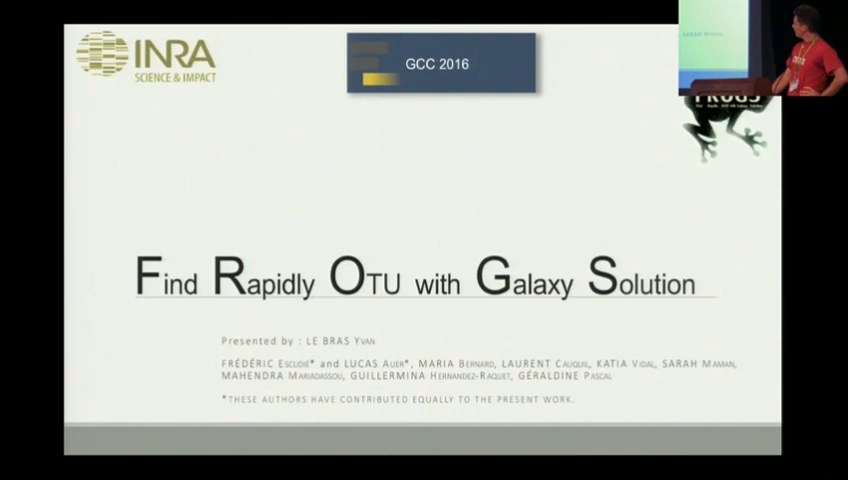 INRA
SCIENCE & IMPACT
GCC 2016
FROGS
Find Rapidly OTU with Galaxy Solution
Presented by : LE BRAS YVAN
FRÉDÉRIC ESCUDIÉ* and LUCAS AUER*, MARIA BERNARD, LAURENT CAUQUIL, KATIA VIDAL, SARAH MAMAN,
MAHENDRA MARIADASSOU, GUILLERMINA HERNANDEZ-RAQUET, GÉRALDINE PASCAL
*THESE AUTHORS HAVE CONTRIBUTED EQUALLY TO THE PRESENT WORK.